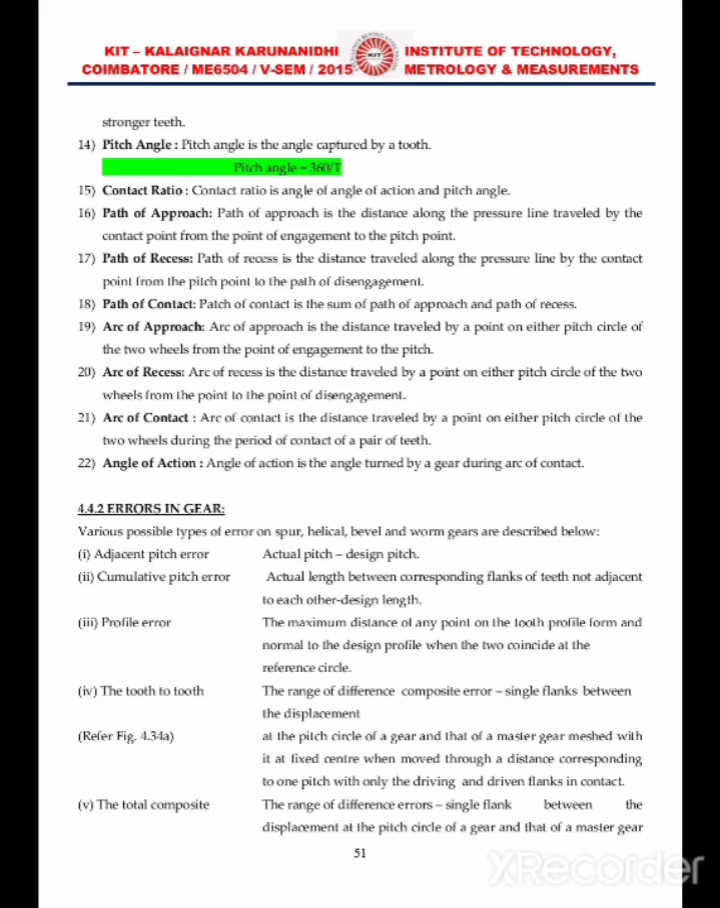 KIT – KALAIGNAR KARUNANIDHI INSTITUTE OF TECHNOLOGY,
COIMBATORE / ME6504 / V-SEM / 2015 METROLOGY & MEASUREMENTS
KIT
stronger teeth.
14) Pitch Angle : Pitch angle is the angle captured by a tooth.
Pitch angle – 360/T
15) Contact Ratio : Contact ratio is angle of angle of action and pitch angle.
16) Path of Approach: Path of approach is the distance along the pressure line traveled by the
contact point from the point of engagement to the pitch point.
17) Path of Recess: Path of recess is the distance traveled along the pressure line by the contact
point from the pitch point to the path of disengagement.
18) Path of Contact: Patch of contact is the sum of path of approach and path of recess.
19) Arc of Approach: Arc of approach is the distance traveled by a point on either pitch circle of
the two wheels from the point of engagement to the pitch.
20) Arc of Recess: Arc of recess is the distance traveled by a point on either pitch circle of the two
wheels from the point to the point of disengagement.
21) Arc of Contact : Arc of contact is the distance traveled by a point on either pitch circle of the
two wheels during the period of contact of a pair of teeth.
22) Angle of Action : Angle of action is the angle turned by a gear during arc of contact.
4.4.2 ERRORS IN GEAR:
Various possible types of error on spur, helical, bevel and worm gears are described below:
(i) Adjacent pitch error Actual pitch – design pitch.
(ii) Cumulative pitch error Actual length between corresponding flanks of teeth not adjacent
to each other-design length.
(iii) Profile error The maximum distance of any point on the tooth profile form and
normal to the design profile when the two coincide at the
reference circle.
(iv) The tooth to tooth The range of difference composite error – single flanks between
the displacement
(Refer Fig. 4.34a) at the pitch circle of a gear and that of a master gear meshed with
it at fixed centre when moved through a distance corresponding
to one pitch with only the driving and driven flanks in contact.
(v) The total composite The range of difference errors – single flank between the
displacement at the pitch circle of a gear and that of a master gear
51
XRecorder